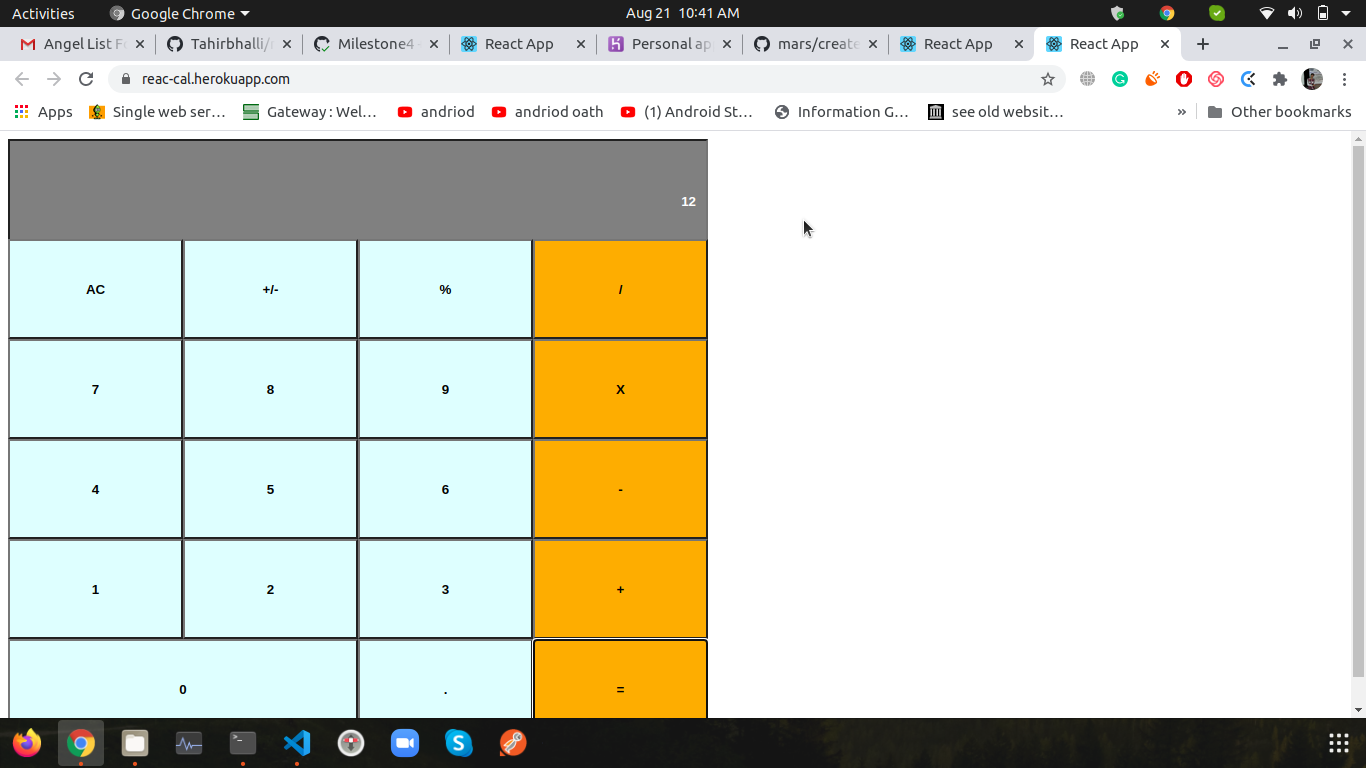 Activities Google Chrome Aug 21 10:41 AM
Angel List F Tahirbhalli/ Milestone4 - React App Personal ap mars/create React App React App
reac-cal.herokuapp.com
Apps Single web ser… Gateway : Wel… andriod andriod oath (1) Android St… Information G… see old websit… » Other bookmarks
12
AC +/- % /
7 8 9 X
4 5 6 -
1 2 3 +
0 . =